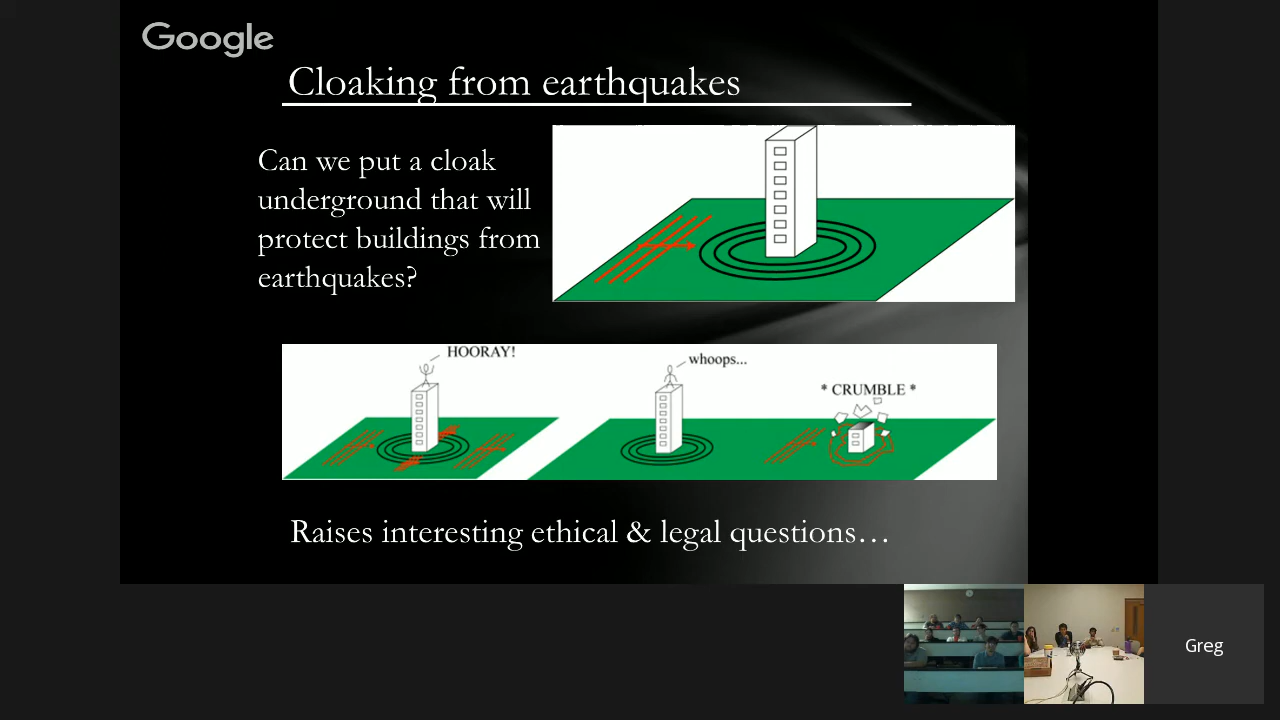 Google
Cloaking from earthquakes
Can we put a cloak
underground that will
protect buildings from
earthquakes?
HOORAY!
whoops...
* CRUMBLE *
Raises interesting ethical & legal questions…
Greg